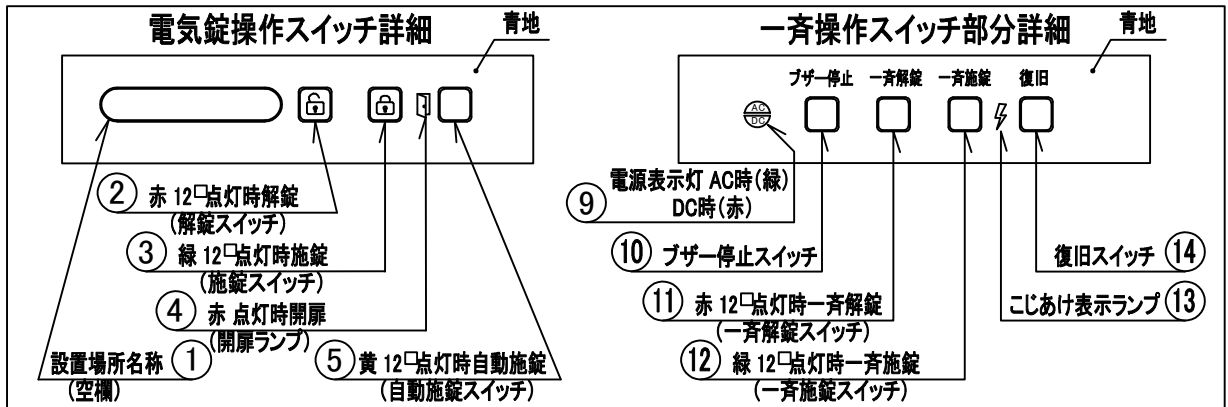 電気錠操作スイッチ詳細
青地
② 赤 12□点灯時解錠
(解錠スイッチ)
③ 緑 12□点灯時施錠
(施錠スイッチ)
④ 赤 点灯時開扉
(開扉ランプ)
設置場所名称 ①
(空欄)
⑤ 黄 12□点灯時自動施錠
(自動施錠スイッチ)
一斉操作スイッチ部分詳細
青地
ブザー停止 一斉解錠 一斉施錠 復旧
AC
DC
⑨ 電源表示灯 AC時(緑)
DC時(赤)
⑩ ブザー停止スイッチ
復旧スイッチ ⑭
⑪ 赤 12□点灯時一斉解錠
(一斉解錠スイッチ)
こじあけ表示ランプ ⑬
⑫ 緑 12□点灯時一斉施錠
(一斉施錠スイッチ)